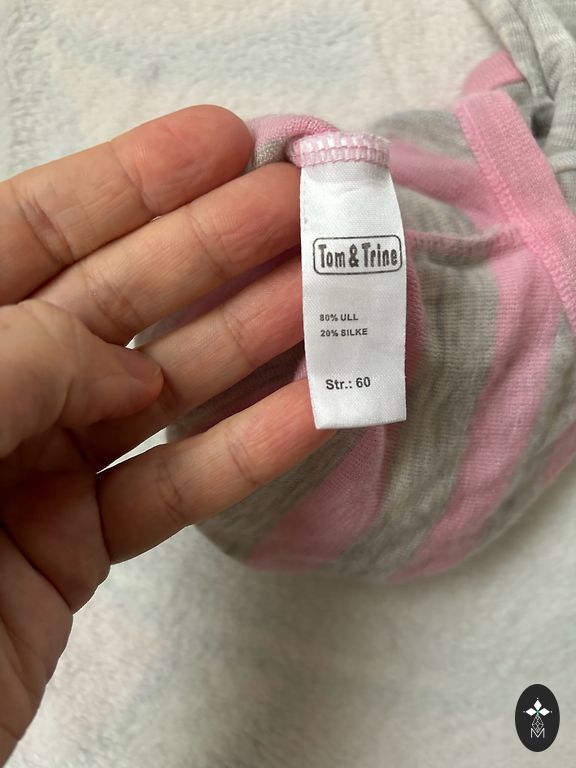 Tom & Trine
80% ULL
20% SILKE
Str.: 60
M